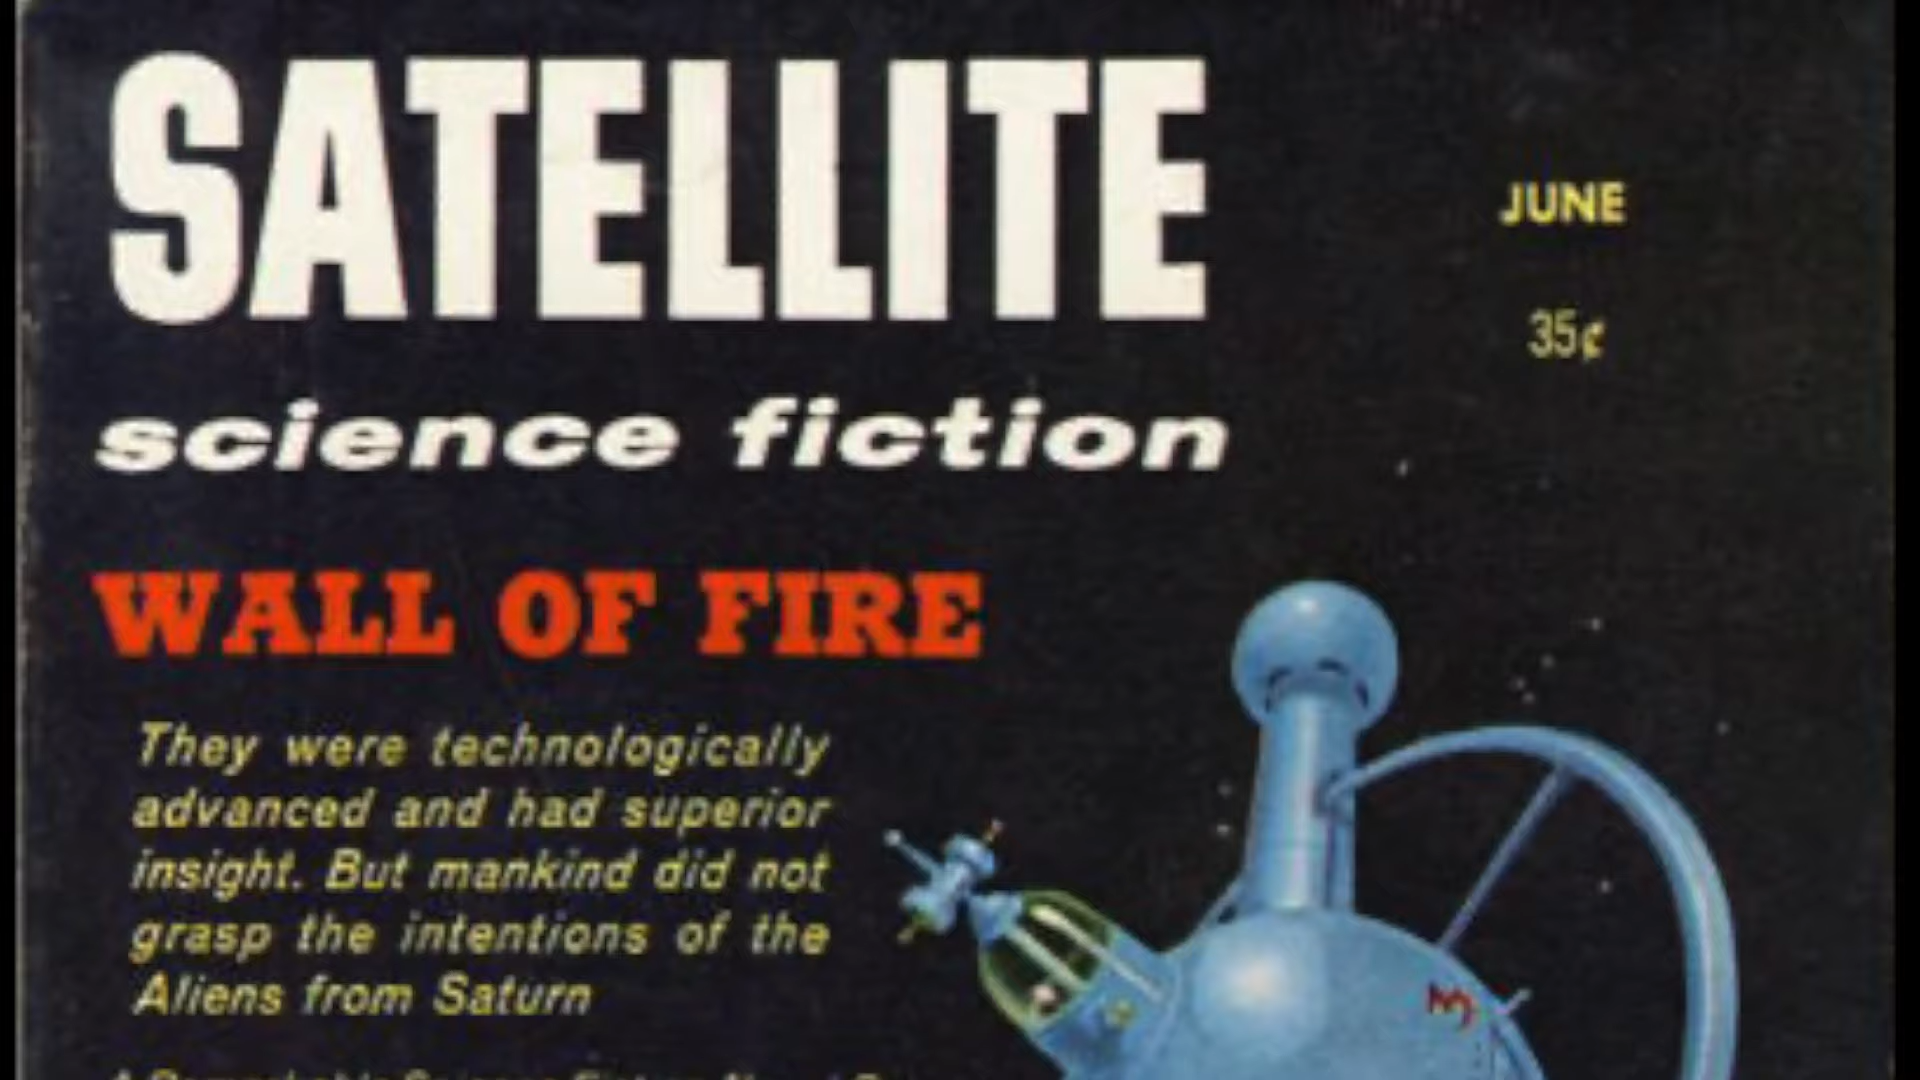 SATELLITE
JUNE
35¢
science fiction
WALL OF FIRE
They were technologically
advanced and had superior
insight. But mankind did not
grasp the intentions of the
Aliens from Saturn